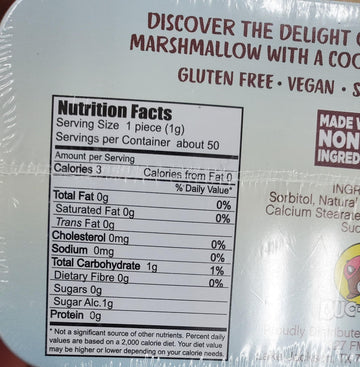 DISCOVER THE DELIGHT
MARSHMALLOW WITH A COO
GLUTEN FREE • VEGAN • S
Nutrition Facts
Serving Size 1 piece (1g)
Servings per Container about 50
Amount per Serving
Calories 3 Calories from Fat 0
% Daily Value*
Total Fat 0g 0%
Saturated Fat 0g 0%
Trans Fat 0g
Cholesterol 0mg 0%
Sodium 0mg 0%
Total Carbohydrate 1g 1%
Dietary Fibre 0g 0%
Sugars 0g
Sugar Alc.1g
Protein 0g
* Not a significant source of other nutrients. Percent daily
values are based on a 2,000 calorie diet. Your diet value
may be higher or lower depending on your calorie needs.
MADE W
NON
INGRED
INGR
Sorbitol, Natural
Calcium Stearate
Suc